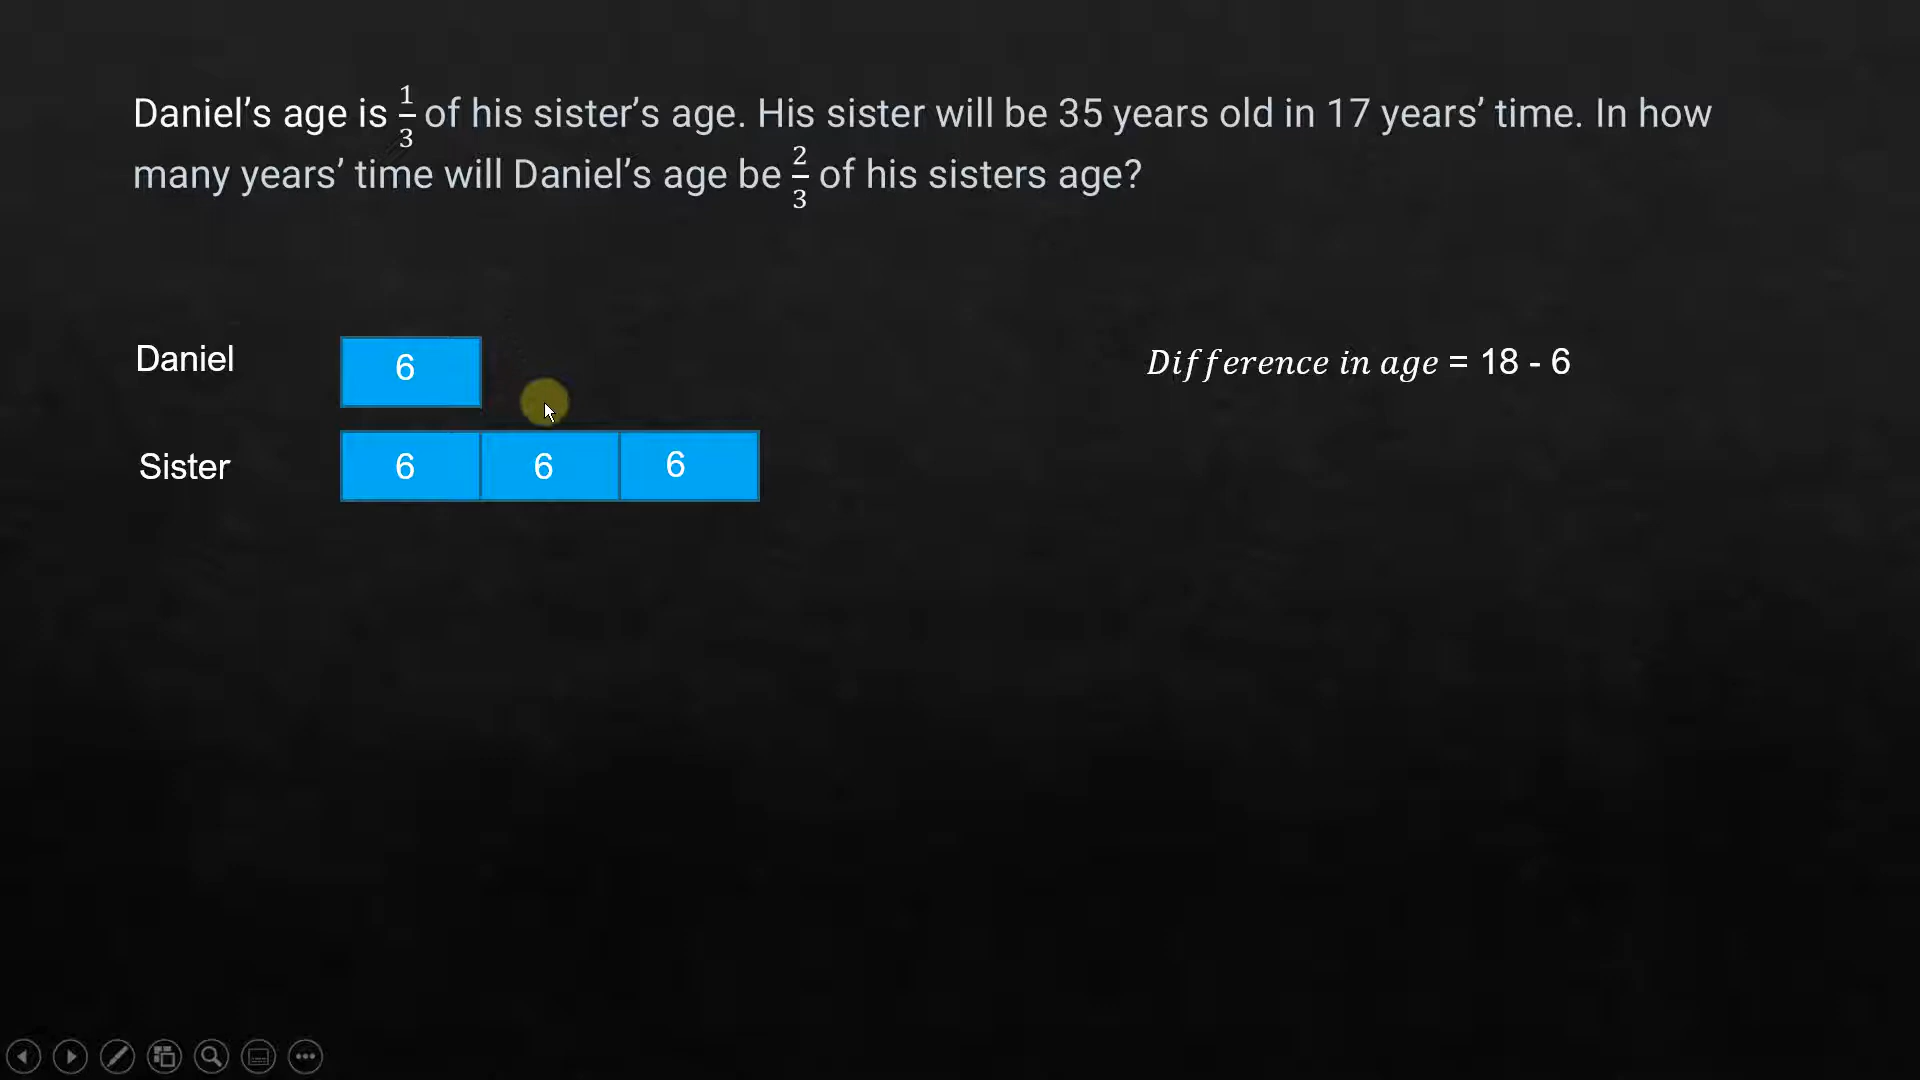 Daniel’s age is 1/3 of his sister’s age. His sister will be 35 years old in 17 years’ time. In how
many years’ time will Daniel’s age be 2/3 of his sisters age?
Daniel 6
Difference in age = 18 - 6
Sister 6 6 6